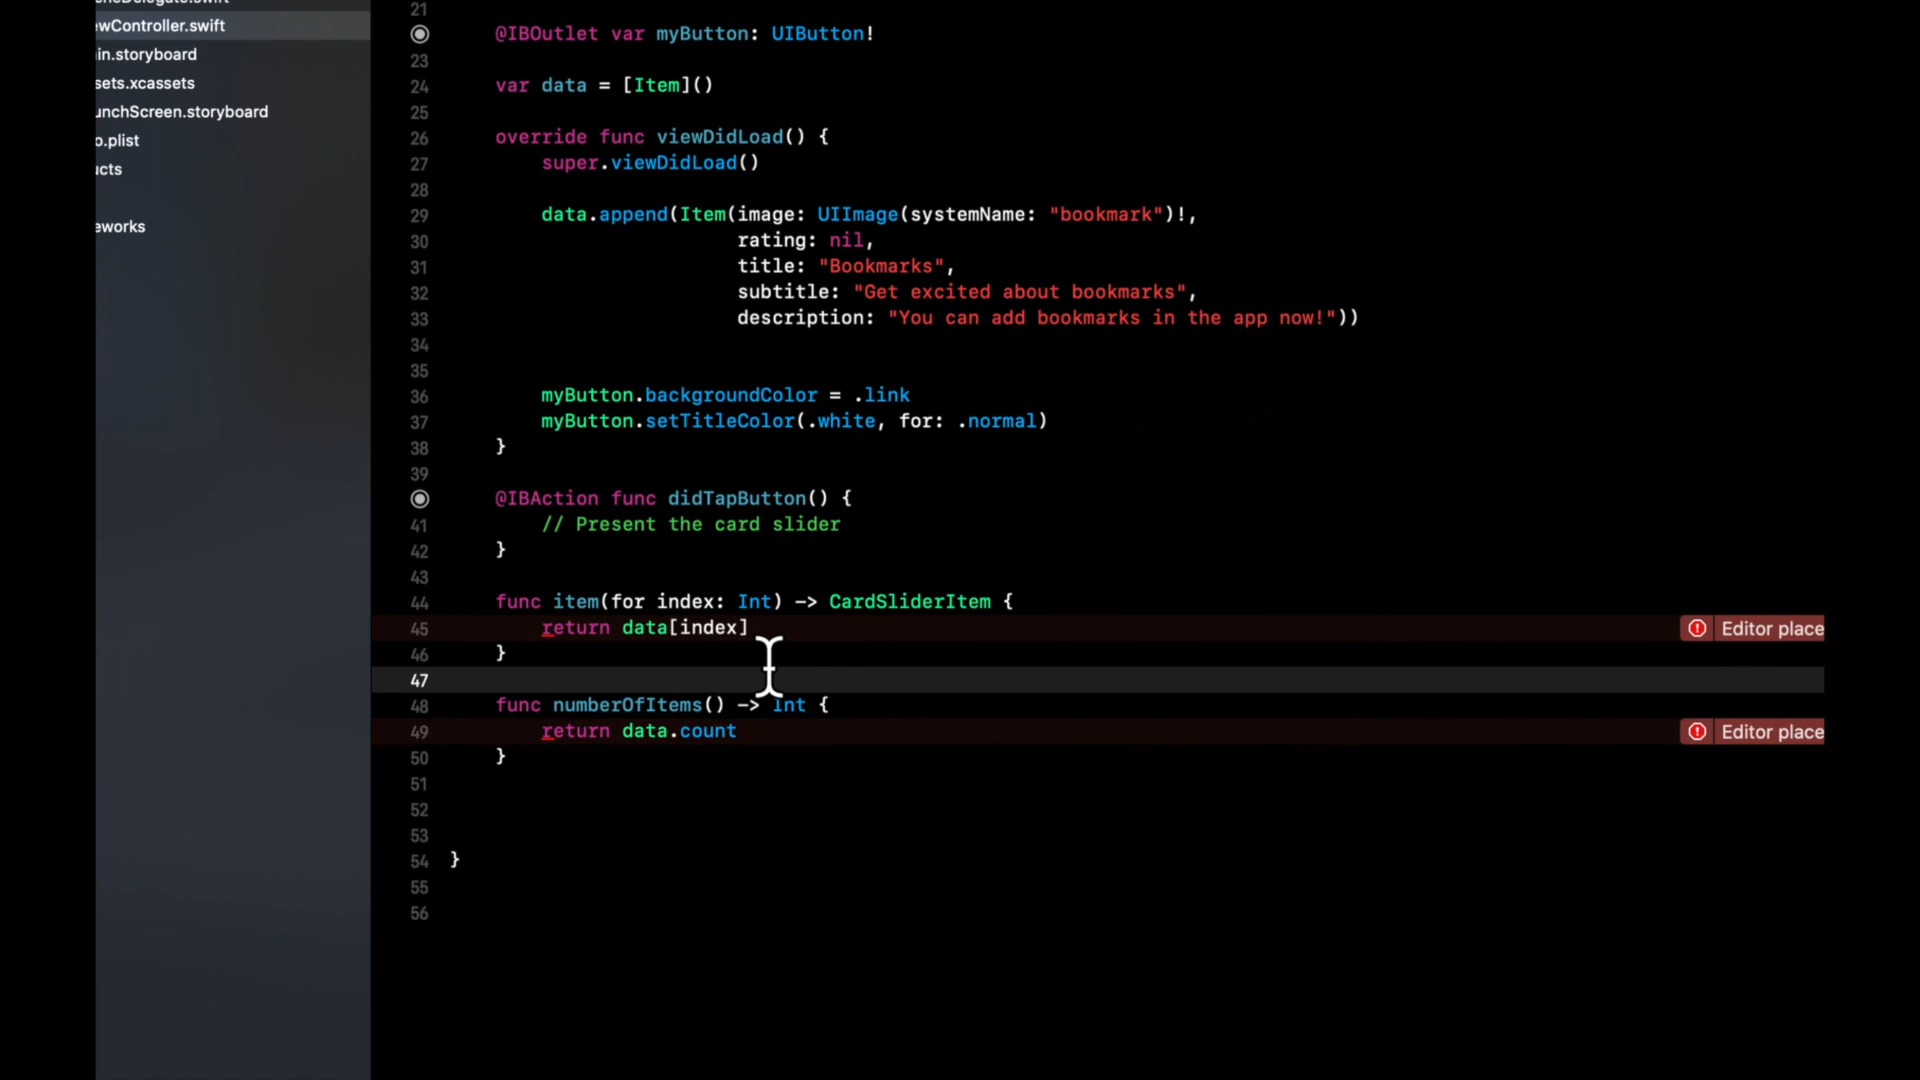 21
@IBOutlet var myButton: UIButton!
ewController.swift
23
ain.storyboard
24 var data = [Item]()
sets.xcassets
25
unchScreen.storyboard
26 override func viewDidLoad() {
o.plist
27 super.viewDidLoad()
ucts
28
29 data.append(Item(image: UIImage(systemName: "bookmark")!,
eworks
30 rating: nil,
31 title: "Bookmarks",
32 subtitle: "Get excited about bookmarks",
33 description: "You can add bookmarks in the app now!"))
34
35
36 myButton.backgroundColor = .link
37 myButton.setTitleColor(.white, for: .normal)
38 }
39
@IBAction func didTapButton() {
41 // Present the card slider
42 }
43
44 func item(for index: Int) -> CardSliderItem {
45 return data[index] Editor place
46 }
47
48 func numberOfItems() -> Int {
49 return data.count Editor place
50 }
51
52
53
54 }
55
56